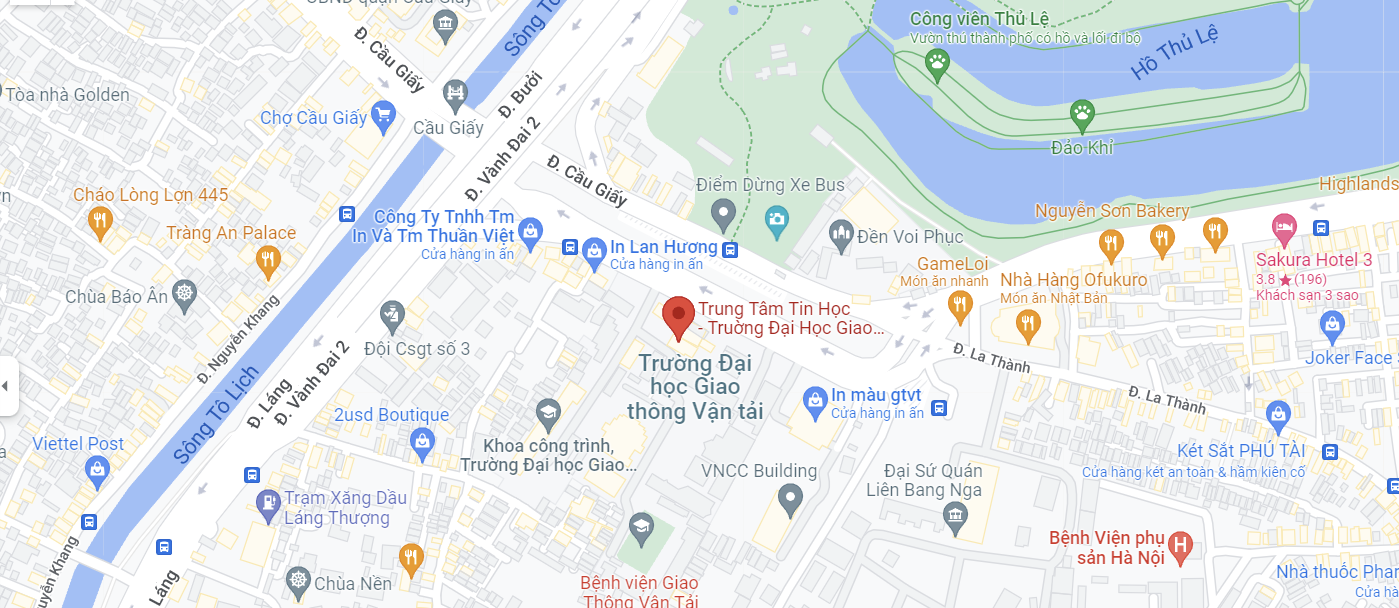 UBND quận Cầu Giấy
Đ. Cầu Giấy
Sông Tô
Công viên Thủ Lệ
Vườn thú thành phố có hồ và lối đi bộ
Hồ Thủ Lệ
Tòa nhà Golden
Chợ Cầu Giấy
Cầu Giấy
Đ. Bưởi
Đ. Vành Đai 2
Đảo Khỉ
Đ. Cầu Giấy
Điểm Dừng Xe Bus
Highlands
Cháo Lòng Lợn 445
Tràng An Palace
Công Ty Tnhh Tm
In Và Tm Thuần Việt
Cửa hàng in ấn
In Lan Hương
Cửa hàng in ấn
Đền Voi Phục
Nguyễn Sơn Bakery
GameLoi
Món ăn nhanh
Nhà Hàng Ofukuro
Món ăn Nhật Bản
Sakura Hotel 3
3.8 ★ (196)
Khách sạn 3 sao
Chùa Báo Ân
Đ. Nguyên Khang
Đội Csgt số 3
Trung Tâm Tin Học
- Trường Đại Học Giao...
Trường Đại
học Giao
thông Vận tải
Đ. La Thành
Joker Face
Đ. Láng
Đ. Vành Đai 2
Sông Tô Lịch
2usd Boutique
In màu gtvt
Cửa hàng in ấn
Đ. La Thành
Viettel Post
Khoa công trình,
Trường Đại học Giao...
VNCC Building
Đại Sứ Quán
Liên Bang Nga
Két Sắt PHÚ TÀI
Cửa hàng két an toàn & hầm kiên cố
Trạm Xăng Dầu
Láng Thượng
Bệnh Viện phụ
sản Hà Nội
uyên Khang
Láng
Chùa Nền
Bệnh viện Giao
Thông Vận Tải
Nhà thuốc Phar
Cửa hà